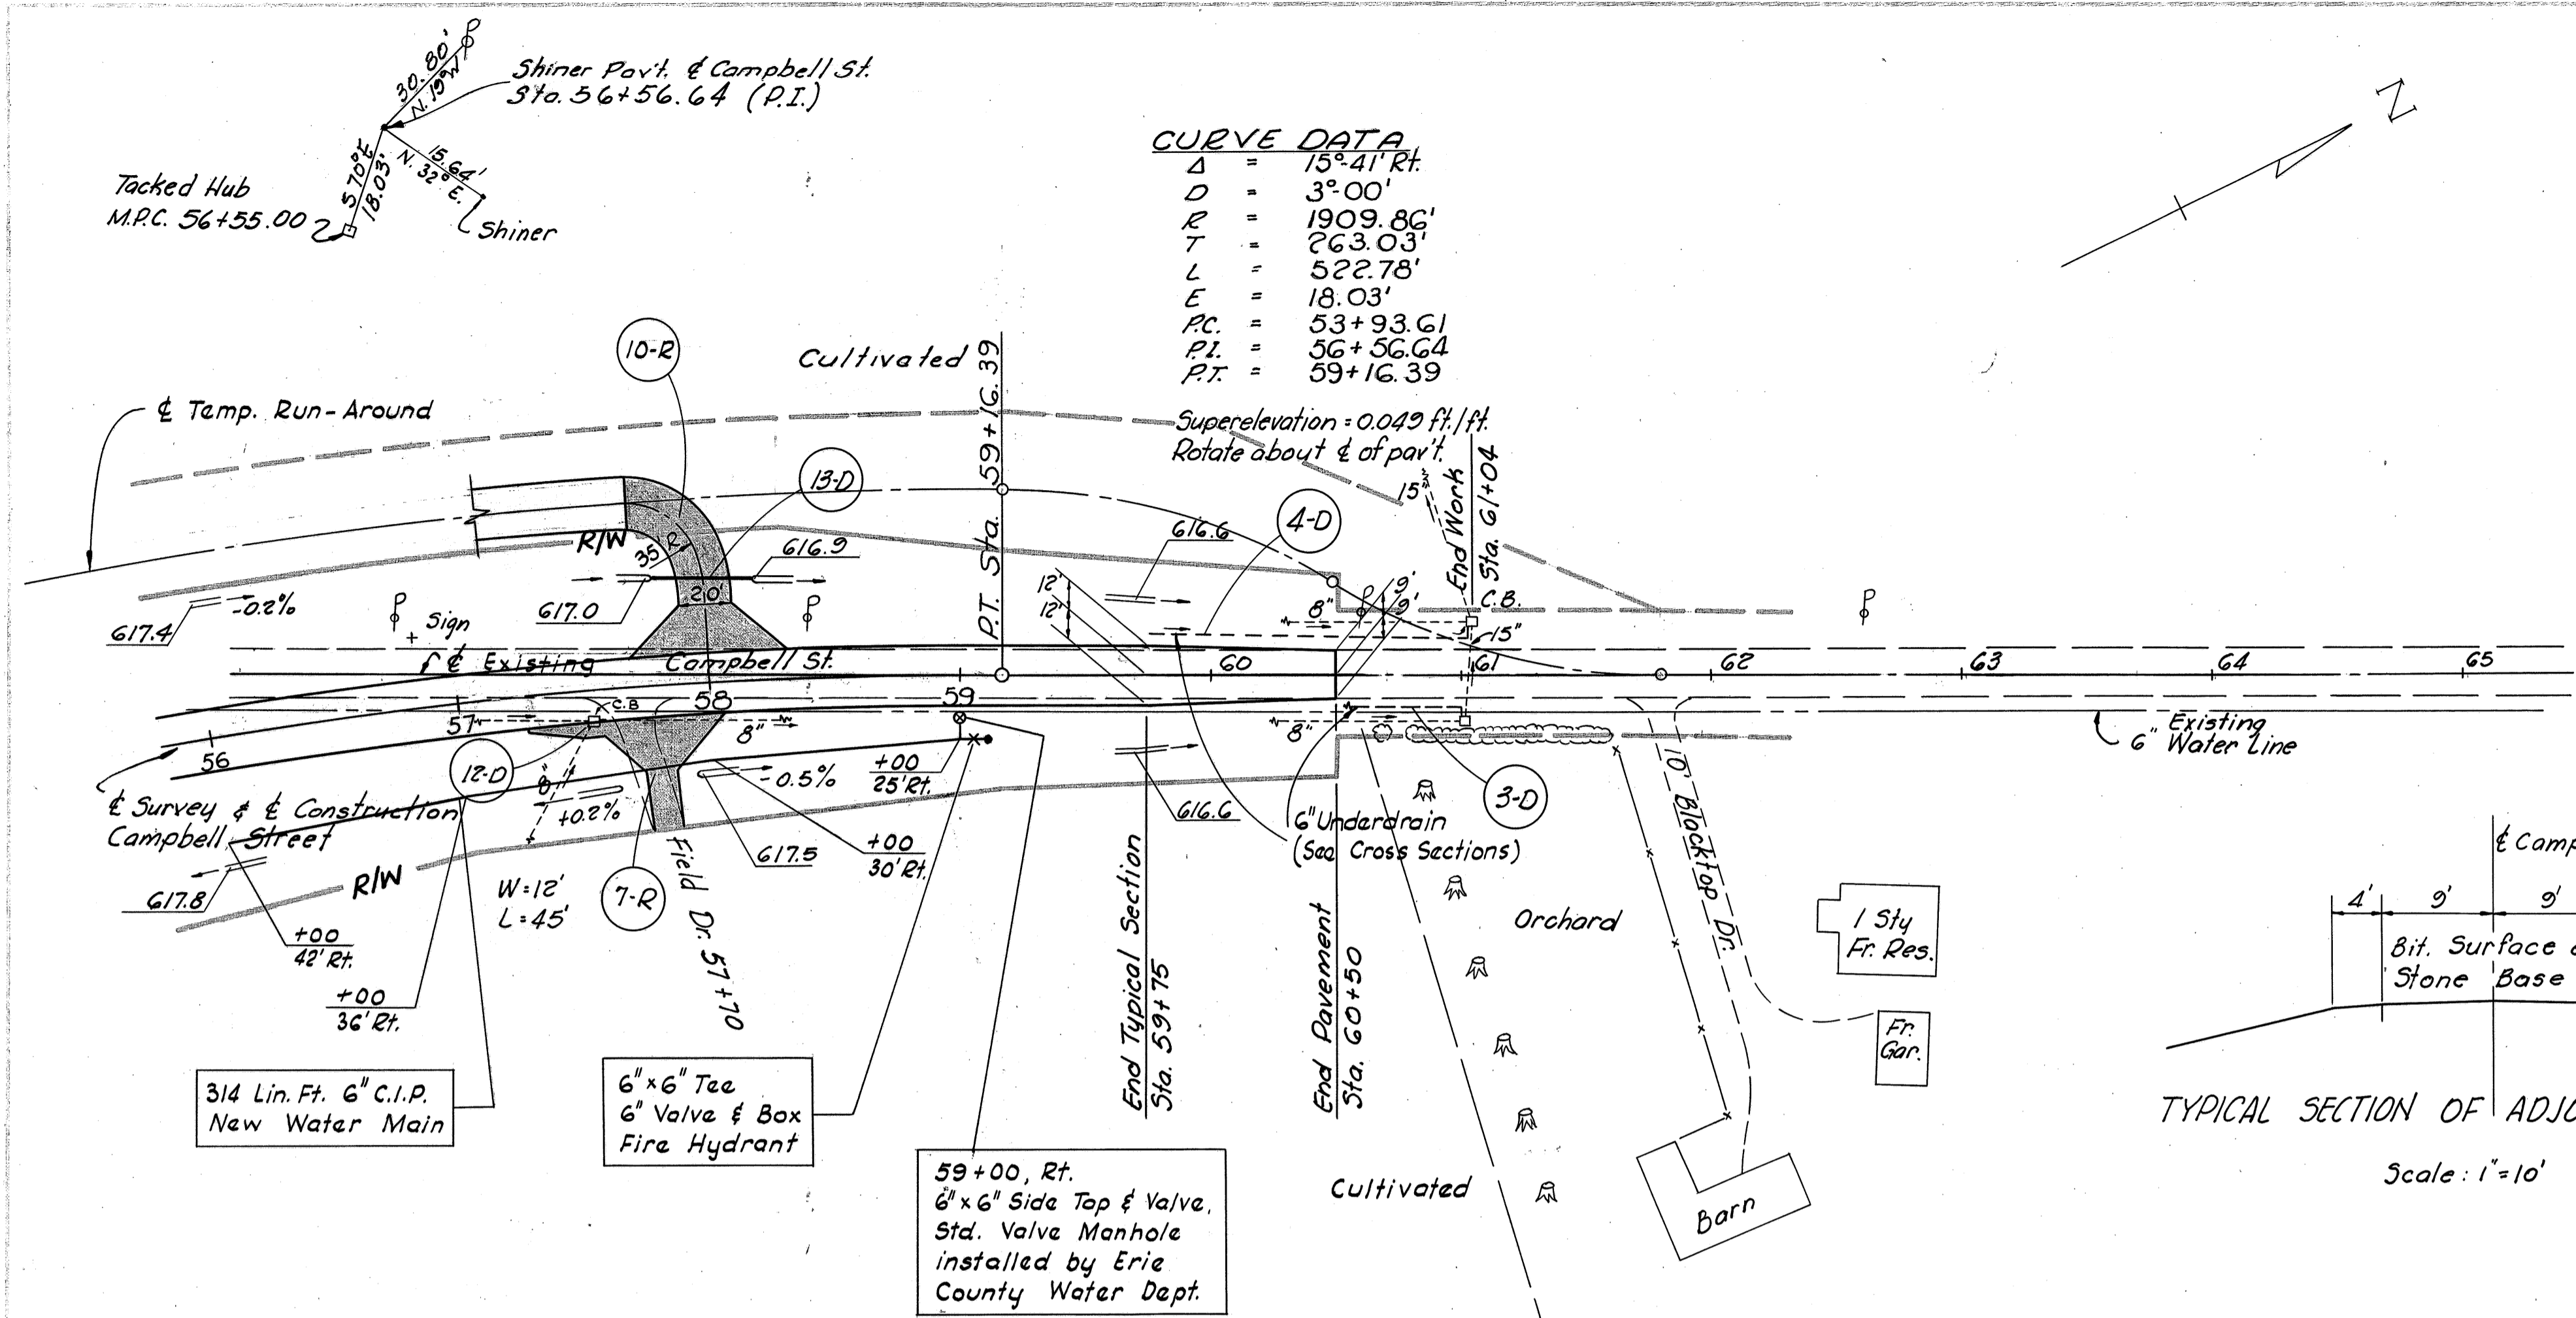 30.80'
N.19°W
Shiner Pav't. ℄ Campbell St.
Sta. 56+56.64 (P.I.)
15.64'
N. 32° E.
S.70°E
18.03'
Tacked Hub
M.P.C. 56+55.00
Shiner
N
CURVE DATA
Δ = 15°-41' Rt.
D = 3°-00'
R = 1909.86'
T = 263.03'
L = 522.78'
E = 18.03'
P.C. = 53+93.61
P.I. = 56+56.64
P.T. = 59+16.39
Superelevation = 0.049 ft./ft.
Rotate about ℄ of pav't.
10-R
Cultivated
℄ Temp. Run-Around
13-D
P.T. Sta. 59+16.39
4-D
15"
End Work
Sta. 61+04
R/W
35 R
616.9
616.6
12'
12'
9'
9'
8"
C.B.
15"
20
617.0
-0.2%
617.4
Sign
℄ Existing Campbell St.
60
61
62
63
64
65
56
57
58
59
C.B
8"
8"
Existing
6" Water Line
12-D
8"
+0.2%
-0.5%
+00
25' Rt.
℄ Survey & ℄ Construction
Campbell Street
617.8
R/W
617.5
+00
30' Rt.
616.6
6" Underdrain
(See Cross Sections)
3-D
10' Blacktop Dr.
W=12'
L=45'
7-R
Field Dr. 57+70
+00
42' Rt.
+00
36' Rt.
End Typical Section
Sta. 59+75
End Pavement
Sta. 60+50
Orchard
1 Sty
Fr. Res.
Fr.
Gar.
℄ Camp
4' 9' 9'
Bit. Surface
Stone Base
314 Lin. Ft. 6" C.I.P.
New Water Main
6"x6" Tee
6" Valve & Box
Fire Hydrant
59+00, Rt.
6"x6" Side Tap & Valve,
Std. Valve Manhole
installed by Erie
County Water Dept.
Cultivated
Barn
TYPICAL SECTION OF ADJO
Scale: 1"=10'